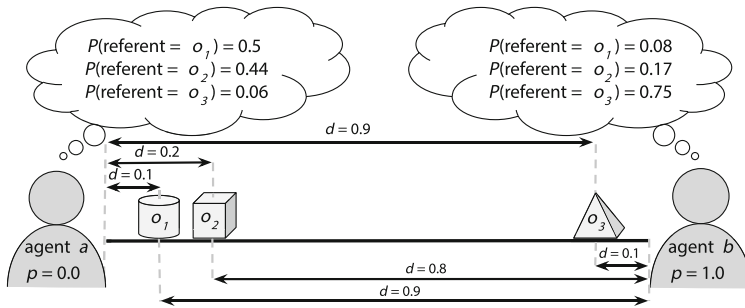 P(referent = o1) = 0.5
P(referent = o2) = 0.44
P(referent = o3) = 0.06
P(referent = o1) = 0.08
P(referent = o2) = 0.17
P(referent = o3) = 0.75
d = 0.9
d = 0.2
d = 0.1
o1
o2
o3
agent a
p = 0.0
agent b
p = 1.0
d = 0.1
d = 0.8
d = 0.9